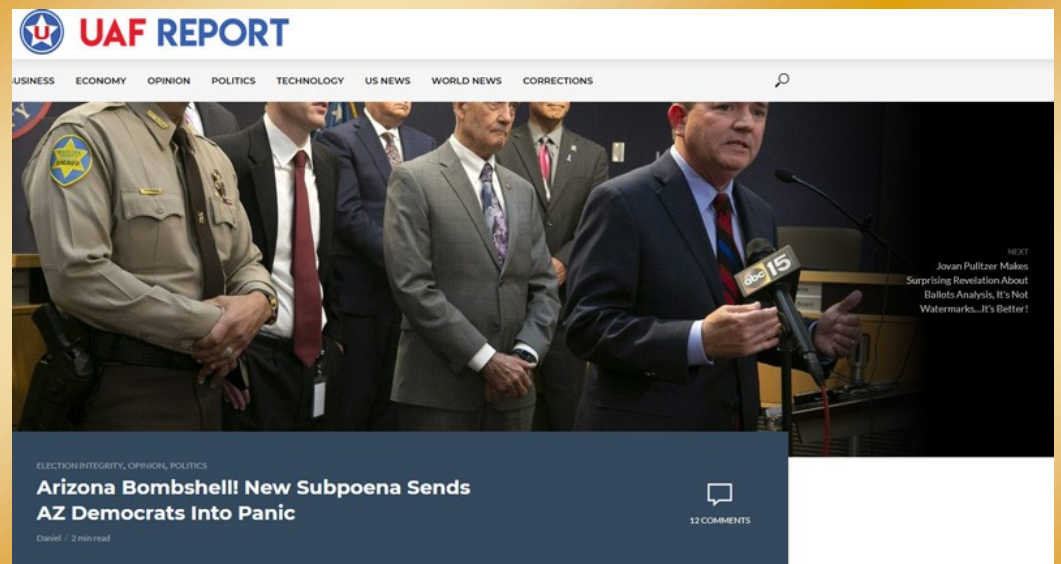 U UAF REPORT
BUSINESS ECONOMY OPINION POLITICS TECHNOLOGY US NEWS WORLD NEWS CORRECTIONS
SHERIFF
abc 15
NEXT
Jovan Pulitzer Makes
Surprising Revelation About
Ballots Analysis, It's Not
Watermarks...It's Better!
ELECTION INTEGRITY, OPINION, POLITICS
Arizona Bombshell! New Subpoena Sends
AZ Democrats Into Panic
Daniel / 2 min read
12 COMMENTS